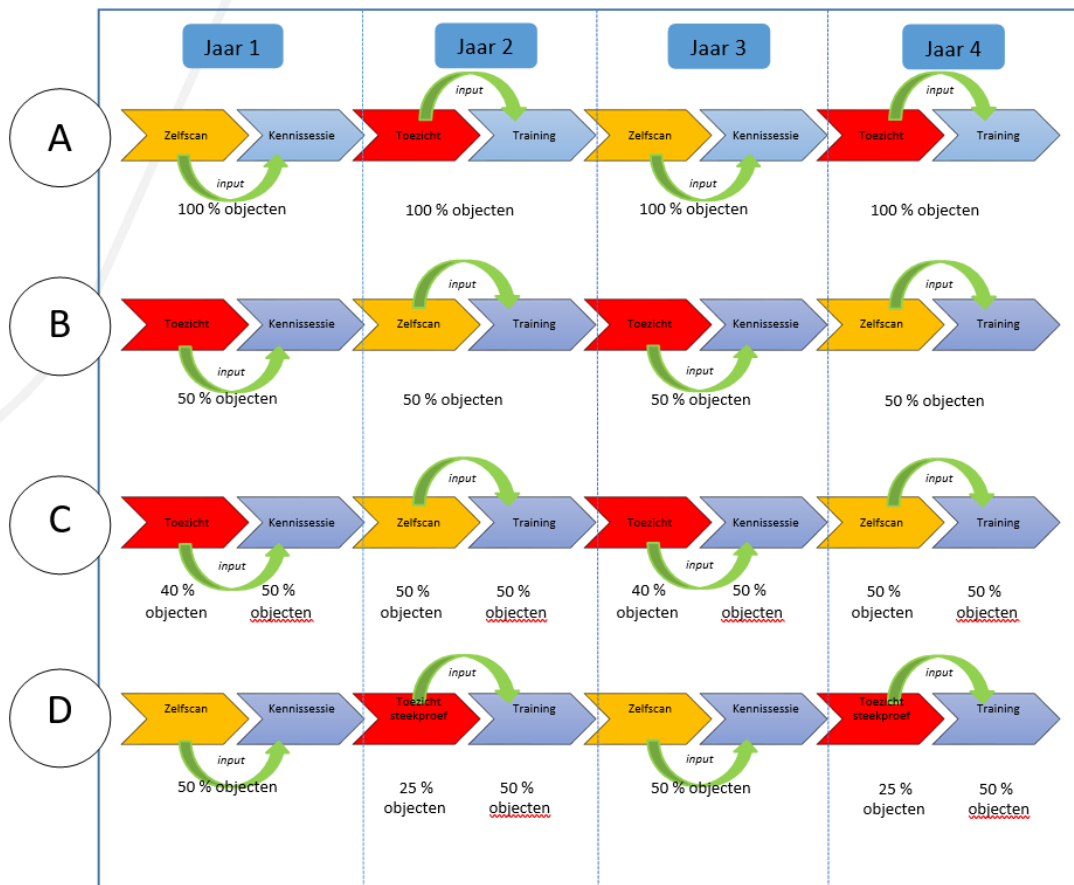 Jaar 1
Jaar 2
Jaar 3
Jaar 4
A
input
input
Zelfscan
Kennissessie
Toezicht
Training
Zelfscan
Kennissessie
Toezicht
Training
input
input
100 % objecten
100 % objecten
100 % objecten
100 % objecten
B
input
input
Toezicht
Kennissessie
Zelfscan
Training
Toezicht
Kennissessie
Zelfscan
Training
input
input
50 % objecten
50 % objecten
50 % objecten
50 % objecten
C
input
input
Toezicht
Kennissessie
Zelfscan
Training
Toezicht
Kennissessie
Zelfscan
Training
input
input
40 %
objecten
50 %
objecten
50 %
objecten
50 %
objecten
40 %
objecten
50 %
objecten
50 %
objecten
50 %
objecten
D
input
input
Zelfscan
Kennissessie
Toezicht
steekproef
Training
Zelfscan
Kennissessie
Toezicht
steekproef
Training
input
input
50 % objecten
25 %
objecten
50 %
objecten
50 % objecten
25 %
objecten
50 %
objecten